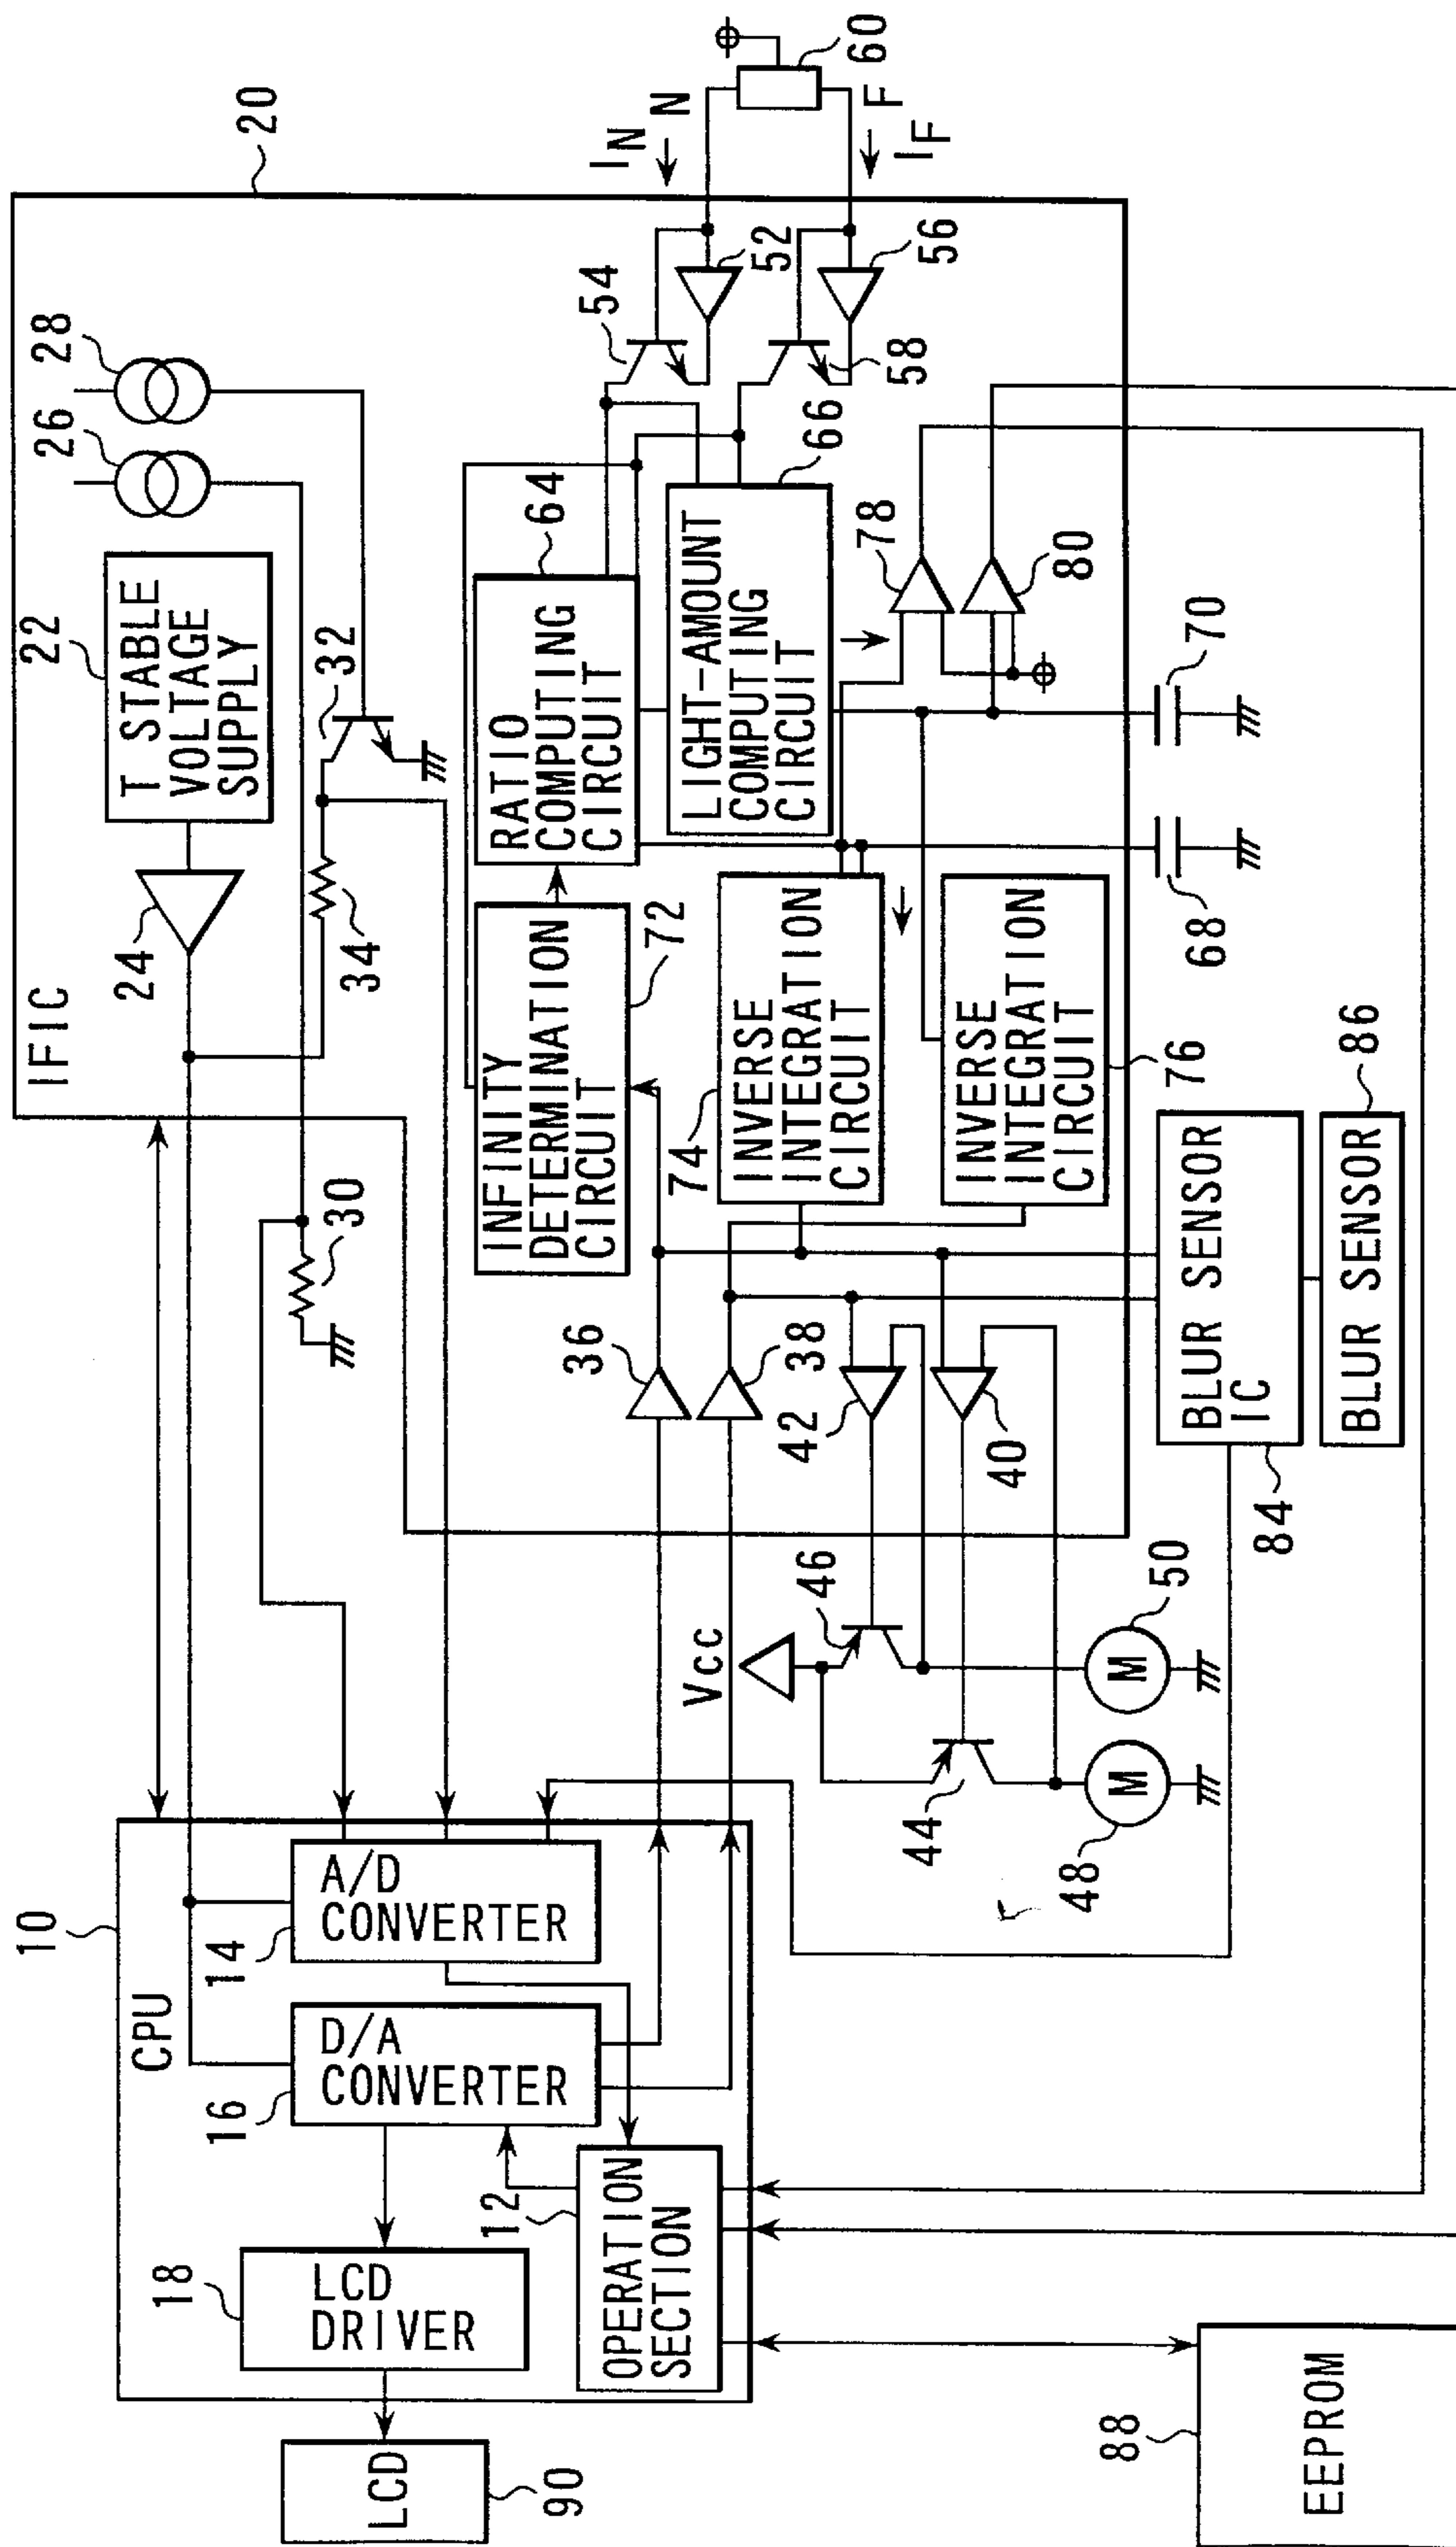 20
IFIC
22
T STABLE
VOLTAGE
SUPPLY
24
26
28
30
32
34
10
CPU
14
A/D
CONVERTER
16
D/A
CONVERTER
18
LCD
DRIVER
LCD
90
12
OPERATION
SECTION
88
EEPROM
36
38
42
40
Vcc
46
44
M
48
M
50
INFINITY
DETERMINATION
CIRCUIT
72
RATIO
COMPUTING
CIRCUIT
64
LIGHT-AMOUNT
COMPUTING
CIRCUIT
66
74
INVERSE
INTEGRATION
CIRCUIT
INVERSE
INTEGRATION
CIRCUIT
76
54
52
58
56
IN
N
IF
F
60
78
80
68
70
BLUR SENSOR
IC
84
BLUR SENSOR
86